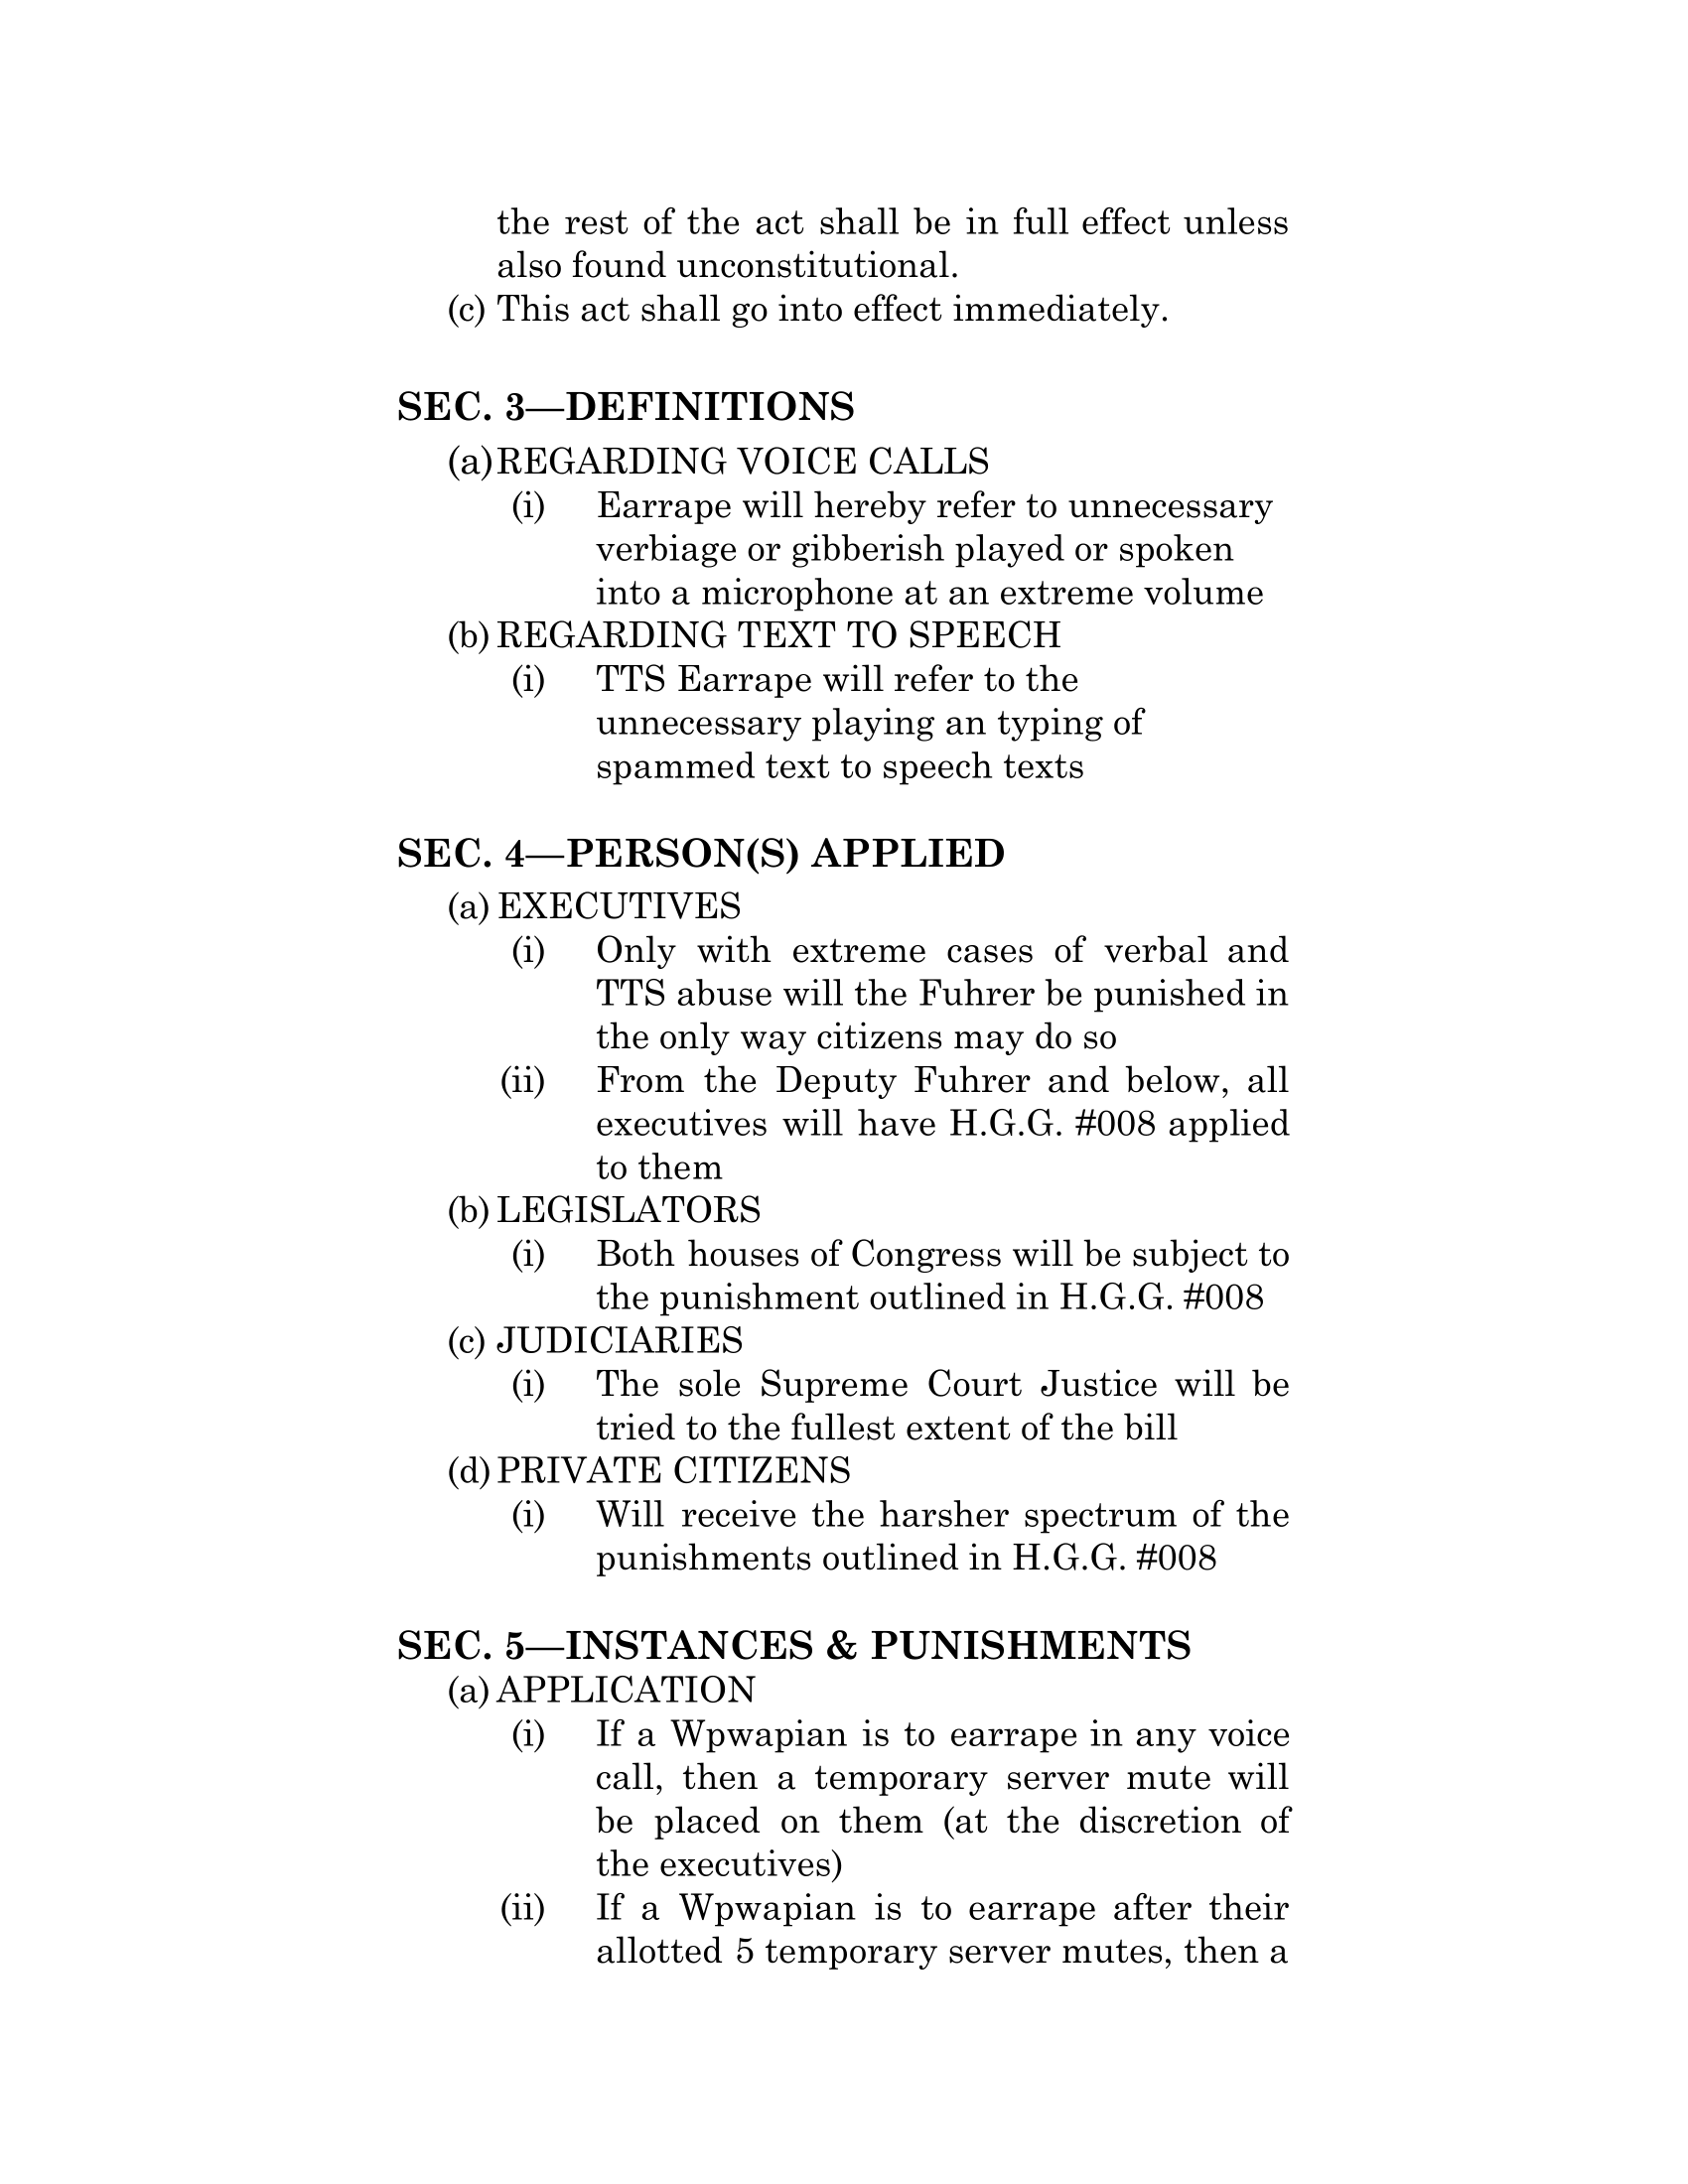 the rest of the act shall be in full effect unless
also found unconstitutional.
(c) This act shall go into effect immediately.
SEC. 3—DEFINITIONS
(a) REGARDING VOICE CALLS
(i) Earrape will hereby refer to unnecessary
verbiage or gibberish played or spoken
into a microphone at an extreme volume
(b) REGARDING TEXT TO SPEECH
(i) TTS Earrape will refer to the
unnecessary playing an typing of
spammed text to speech texts
SEC. 4—PERSON(S) APPLIED
(a) EXECUTIVES
(i) Only with extreme cases of verbal and
TTS abuse will the Fuhrer be punished in
the only way citizens may do so
(ii) From the Deputy Fuhrer and below, all
executives will have H.G.G. #008 applied
to them
(b) LEGISLATORS
(i) Both houses of Congress will be subject to
the punishment outlined in H.G.G. #008
(c) JUDICIARIES
(i) The sole Supreme Court Justice will be
tried to the fullest extent of the bill
(d) PRIVATE CITIZENS
(i) Will receive the harsher spectrum of the
punishments outlined in H.G.G. #008
SEC. 5—INSTANCES & PUNISHMENTS
(a) APPLICATION
(i) If a Wpwapian is to earrape in any voice
call, then a temporary server mute will
be placed on them (at the discretion of
the executives)
(ii) If a Wpwapian is to earrape after their
allotted 5 temporary server mutes, then a